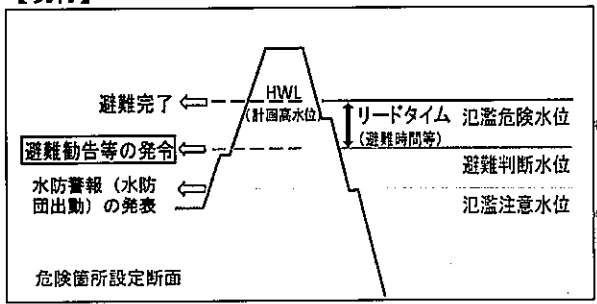 避難完了
HWL
(計画高水位)
リードタイム
(避難時間等)
氾濫危険水位
避難勧告等の発令
避難判断水位
水防警報（水防
団出動）の発表
氾濫注意水位
危険箇所設定断面